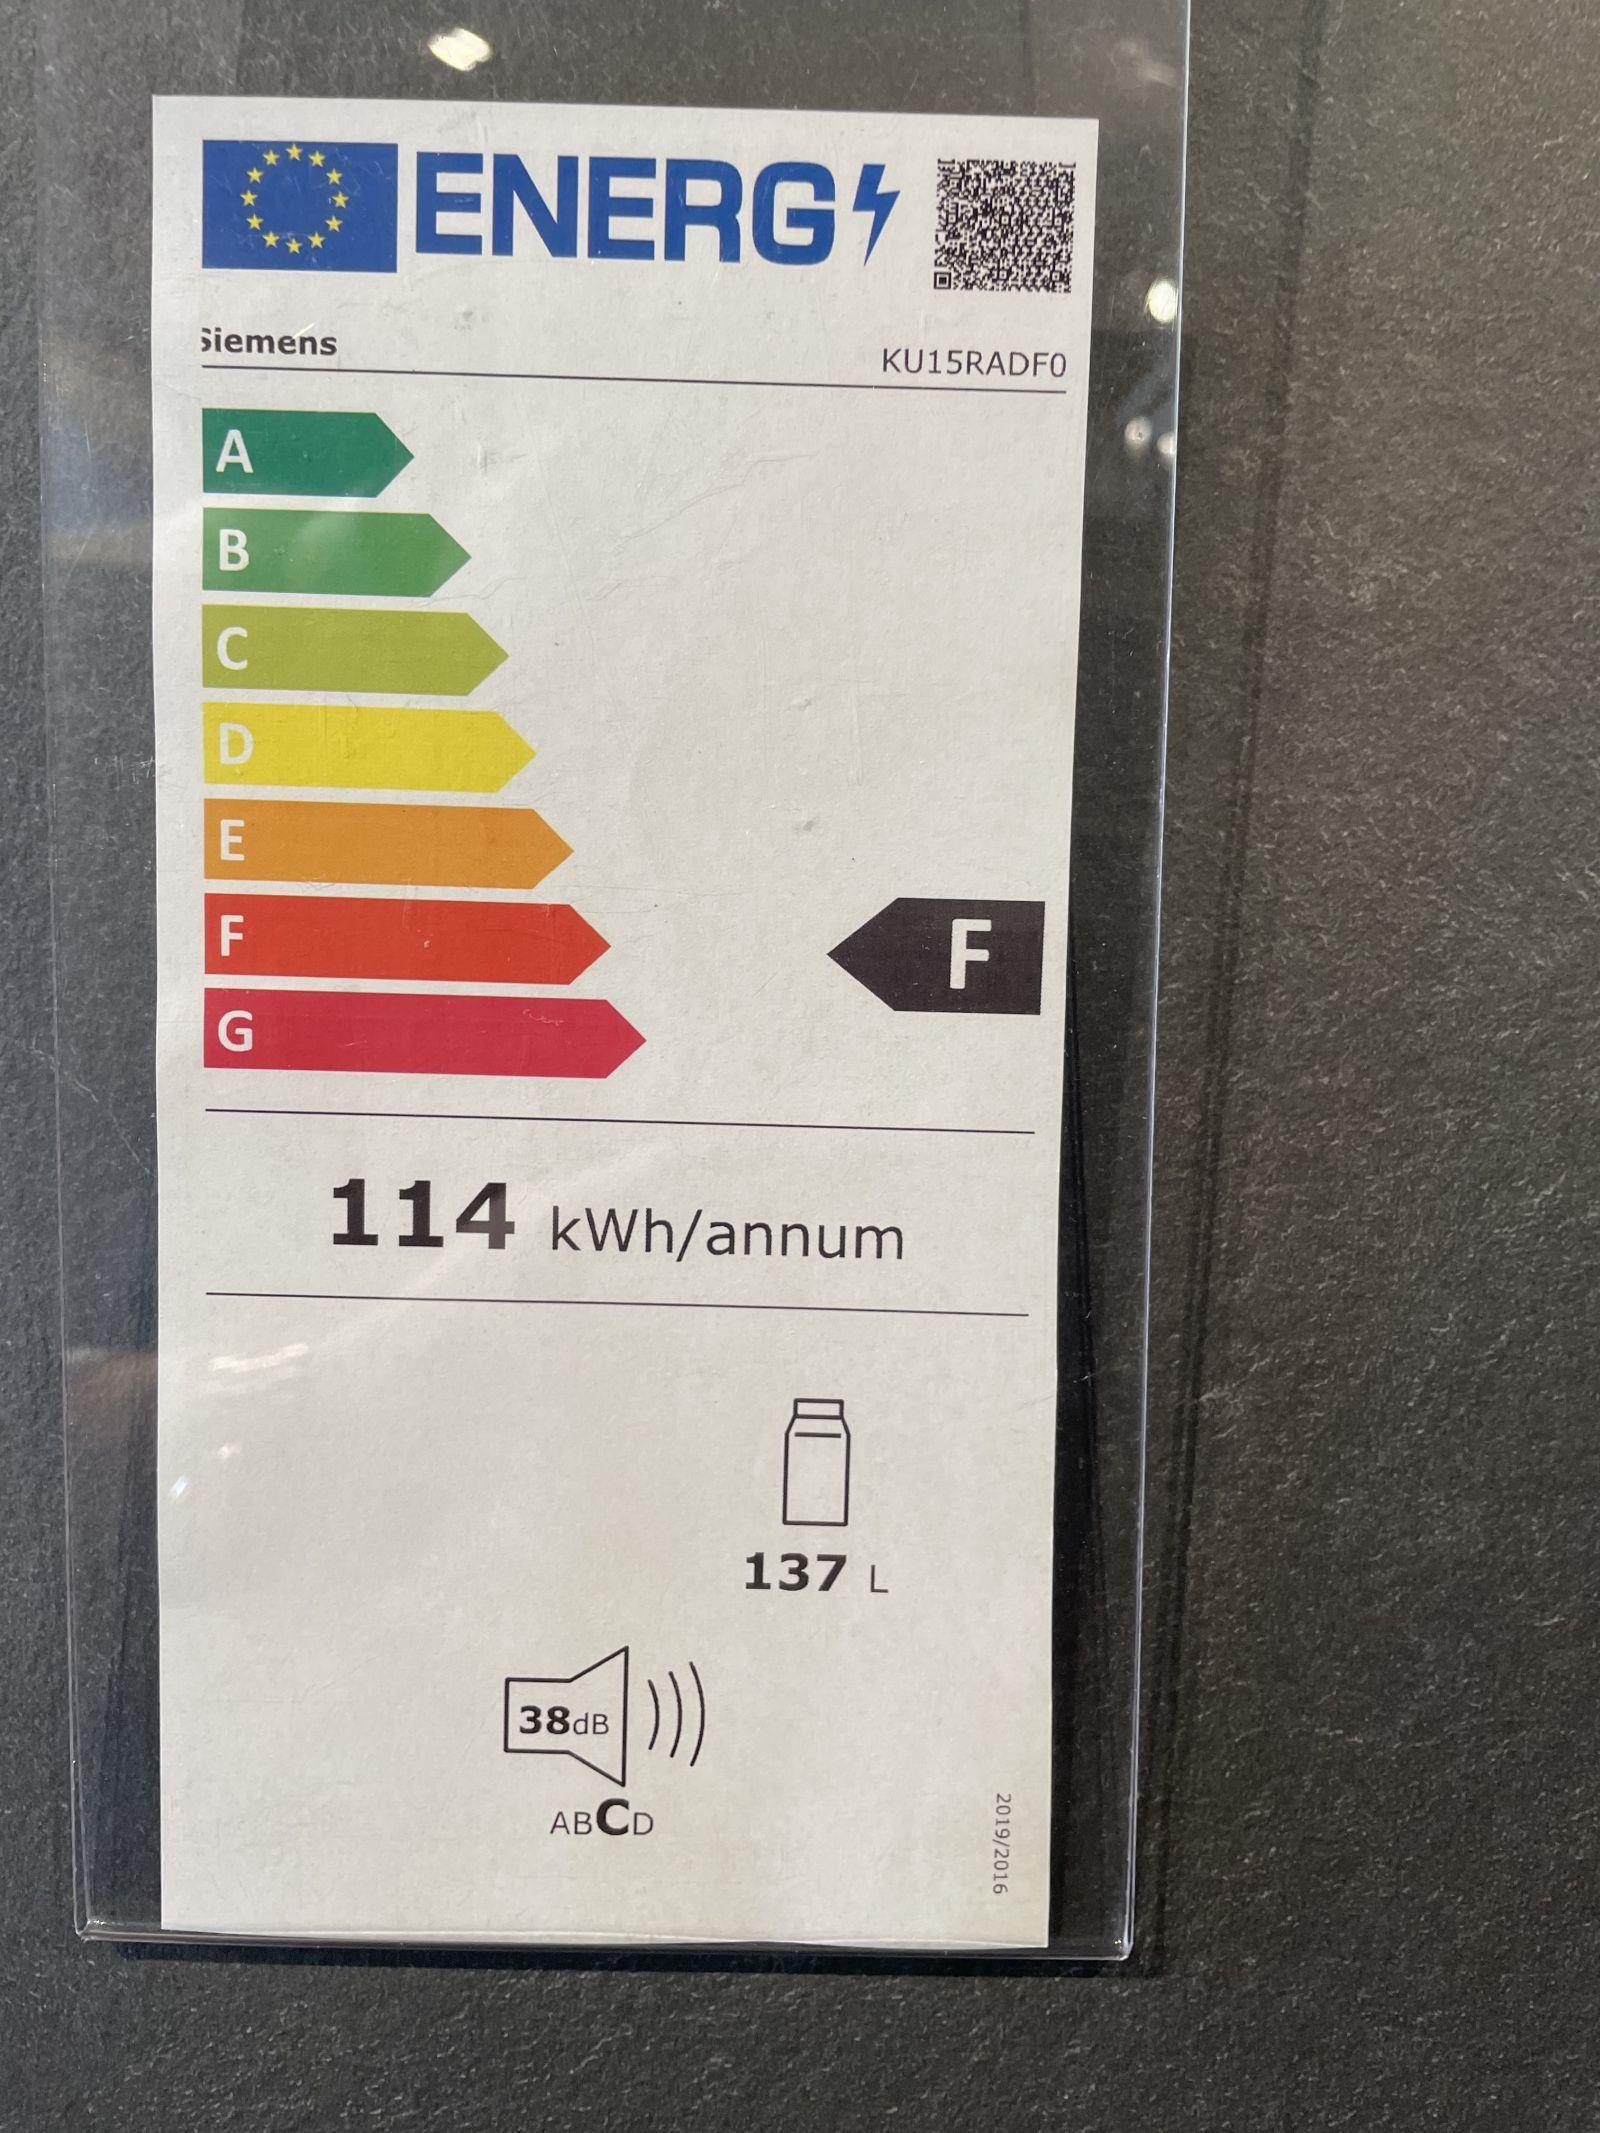 ENERG
Siemens
KU15RADF0
A
B
C
D
E
F
F
G
114 kWh/annum
137 L
38dB
ABCD
2019/2016